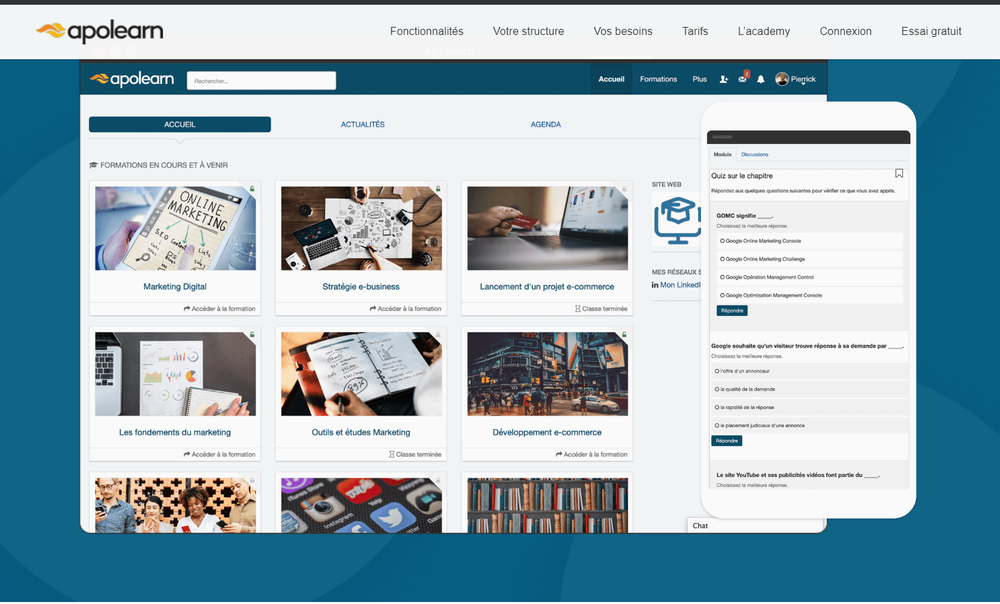 apolearn
Fonctionnalités
Votre structure
Vos besoins
Tarifs
L'academy
Connexion
Essai gratuit
Apolearn
apolearn
Rechercher...
Accueil
Formations
Plus
2
Pierrick
ACCUEIL
ACTUALITÉS
AGENDA
FORMATIONS EN COURS ET À VENIR
ONLINE
MARKETING
SEO
Content
Lists
Blogs
Sales
Marketing Digital
Accéder à la formation
Stratégie e-business
Accéder à la formation
Lancement d'un projet e-commerce
Classe terminée
Les fondements du marketing
Accéder à la formation
89%
Outils et études Marketing
Classe terminée
Développement e-commerce
Accéder à la formation
Yelp
Instagram
SITE WEB
MES RÉSEAUX S
in Mon LinkedI
Module
Discussions
Quiz sur le chapitre
Répondez aux quelques questions suivantes pour vérifier ce que vous avez appris.
GOMC signifie _____.
Choisissez la meilleure réponse.
Google Online Marketing Console
Google Online Marketing Challenge
Google Opération Management Control
Google Optimisation Management Console
Répondre
Google souhaite qu'un visiteur trouve réponse à sa demande par _____.
Choisissez la meilleure réponse.
l'offre d'un annonceur
la qualité de la demande
la rapidité de la réponse
le placement judicieux d'une annonce
Répondre
Le site YouTube et ses publicités vidéos font partie du _____.
Choisissez la meilleure réponse.
Chat